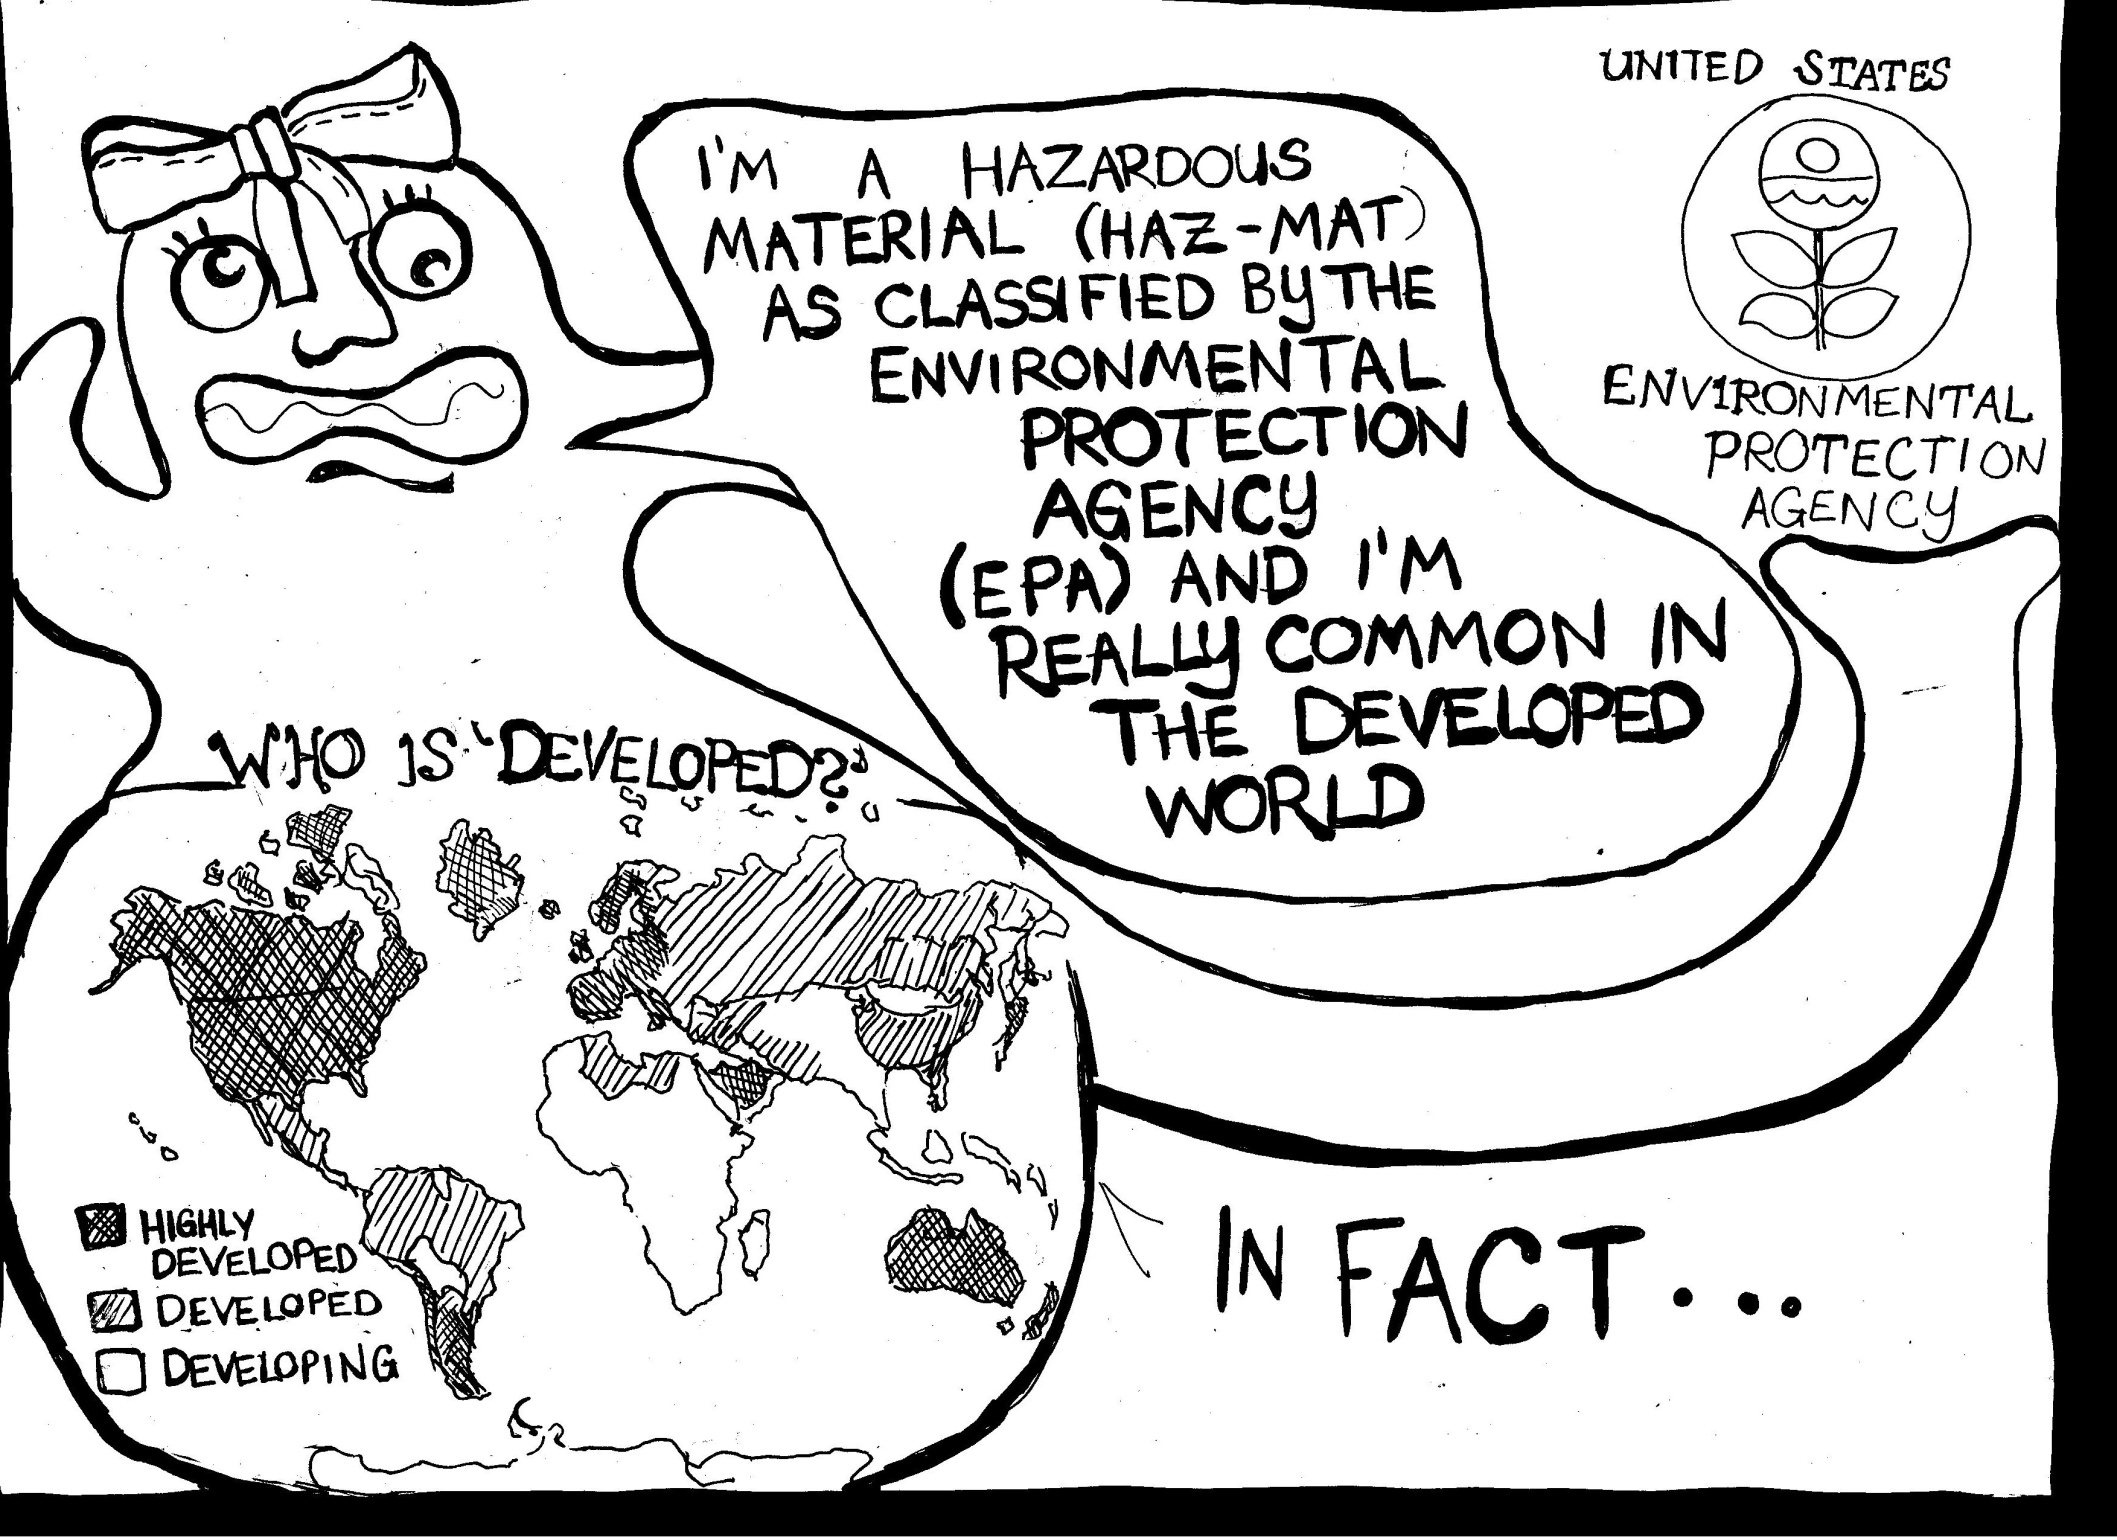 UNITED STATES
ENVIRONMENTAL
PROTECTION
AGENCY
I'M A HAZARDOUS
MATERIAL (HAZ-MAT)
AS CLASSIFIED BY THE
ENVIRONMENTAL
PROTECTION
AGENCY
(EPA) AND I'M
REALLY COMMON IN
THE DEVELOPED
WORLD
WHO IS 'DEVELOPED?'
HIGHLY
DEVELOPED
DEVELOPED
DEVELOPING
IN FACT...